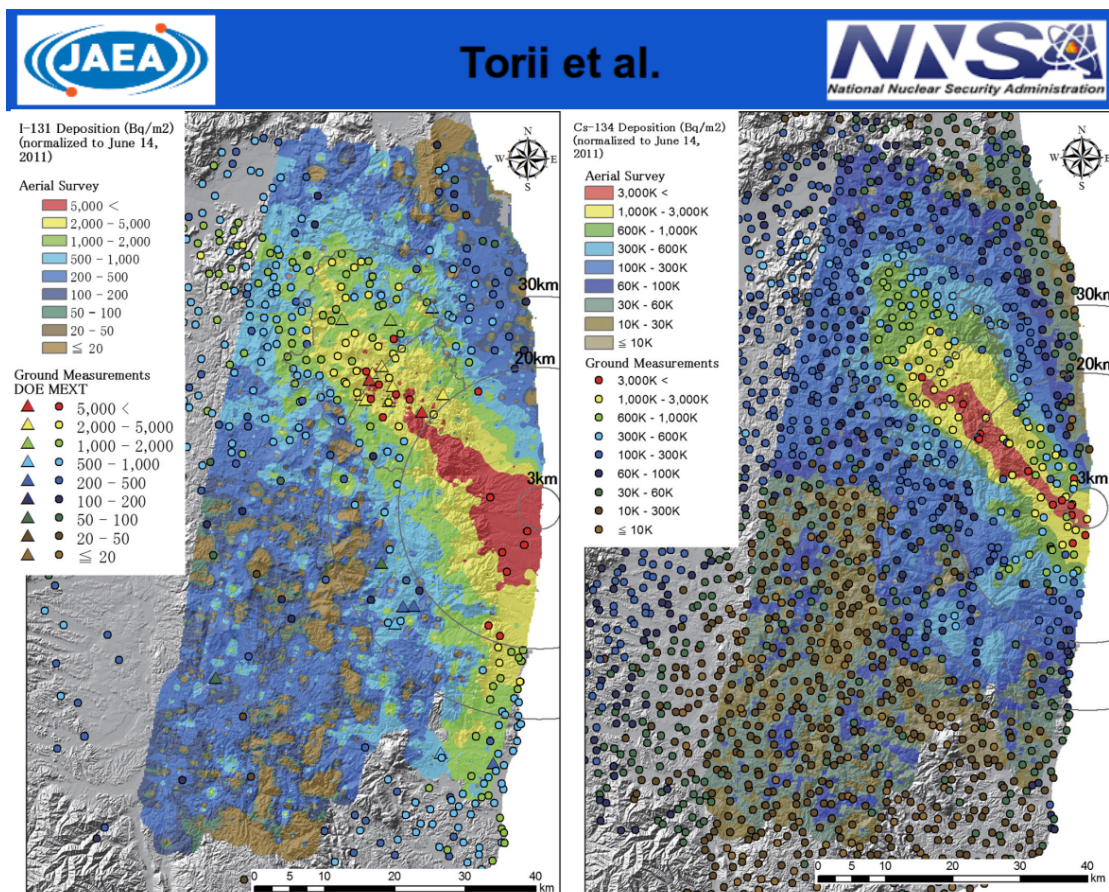 JAEA
Torii et al.
NNSA
National Nuclear Security Administration
I-131 Deposition (Bq/m2)
(normalized to June 14,
2011)
Aerial Survey
5,000 <
2,000 - 5,000
1,000 - 2,000
500 - 1,000
200 - 500
100 - 200
50 - 100
20 - 50
≦ 20
Ground Measurements
DOE MEXT
5,000 <
2,000 - 5,000
1,000 - 2,000
500 - 1,000
200 - 500
100 - 200
50 - 100
20 - 50
≦ 20
N
W E
S
30km
20km
3km
0 5 10 20 30 40
km
Cs-134 Deposition (Bq/m2)
(normalized to June 14,
2011)
Aerial Survey
3,000K <
1,000K - 3,000K
600K - 1,000K
300K - 600K
100K - 300K
60K - 100K
30K - 60K
10K - 30K
≦ 10K
Ground Measurements
3,000K <
1,000K - 3,000K
600K - 1,000K
300K - 600K
100K - 300K
60K - 100K
30K - 60K
10K - 300K
≦ 10K
N
W E
S
30km
20km
3km
0 5 10 20 30 40
km